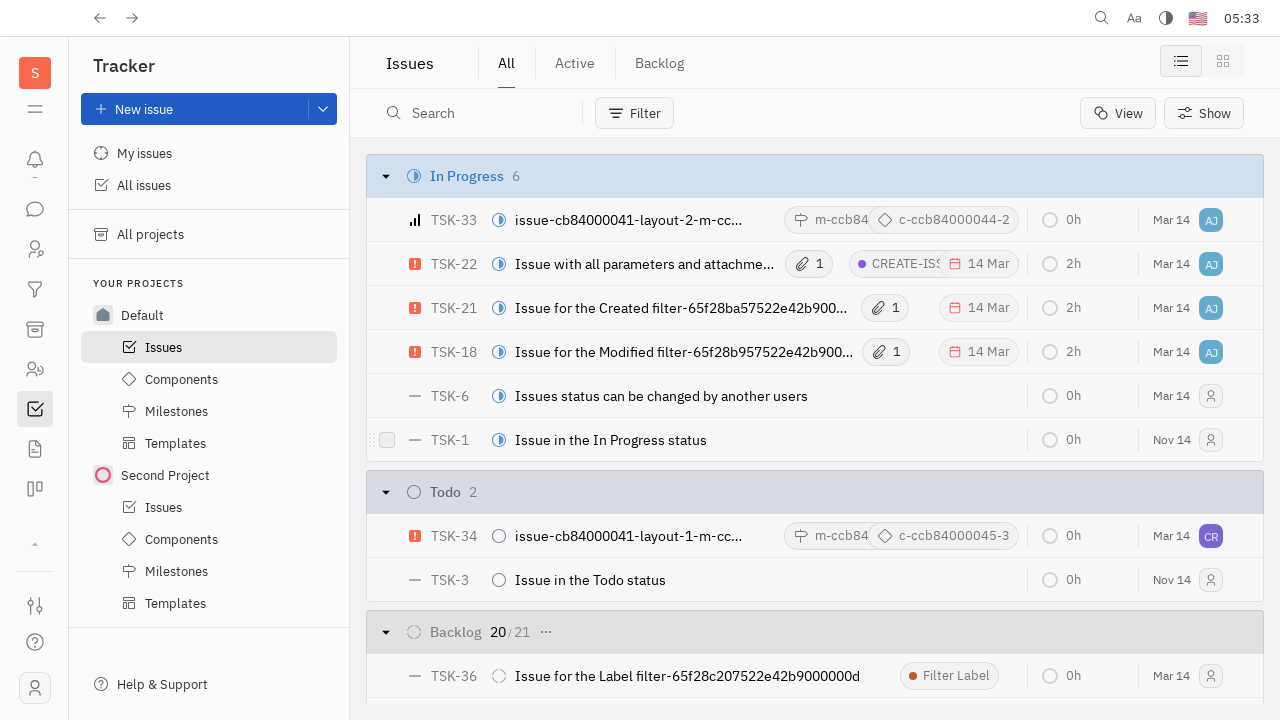 Aa 05:33
S
Tracker
New issue
My issues
All issues
All projects
YOUR PROJECTS
Default
Issues
Components
Milestones
Templates
Second Project
Issues
Components
Milestones
Templates
Help & Support
Issues All Active Backlog
Search Filter View Show
In Progress 6
TSK-33 issue-cb84000041-layout-2-m-cc... m-ccb84 c-ccb84000044-2 0h Mar 14 AJ
TSK-22 Issue with all parameters and attachme... 1 CREATE-ISS 14 Mar 2h Mar 14 AJ
TSK-21 Issue for the Created filter-65f28ba57522e42b900... 1 14 Mar 2h Mar 14 AJ
TSK-18 Issue for the Modified filter-65f28b957522e42b900... 1 14 Mar 2h Mar 14 AJ
TSK-6 Issues status can be changed by another users 0h Mar 14
TSK-1 Issue in the In Progress status 0h Nov 14
Todo 2
TSK-34 issue-cb84000041-layout-1-m-cc... m-ccb84 c-ccb84000045-3 0h Mar 14 CR
TSK-3 Issue in the Todo status 0h Nov 14
Backlog 20/21 ...
TSK-36 Issue for the Label filter-65f28c207522e42b9000000d Filter Label 0h Mar 14